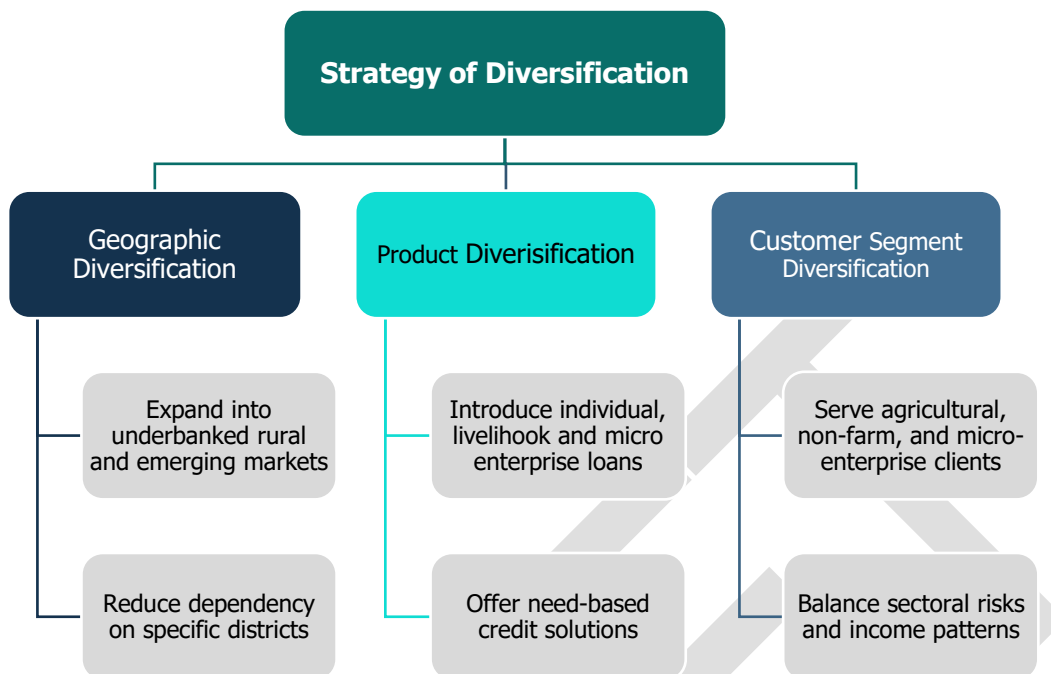 Strategy of Diversification
Geographic
Diversification
Product Diverisification
Customer Segment
Diversification
Expand into
underbanked rural
and emerging markets
Introduce individual,
livelihook and micro
enterprise loans
Serve agricultural,
non-farm, and micro-
enterprise clients
Reduce dependency
on specific districts
Offer need-based
credit solutions
Balance sectoral risks
and income patterns